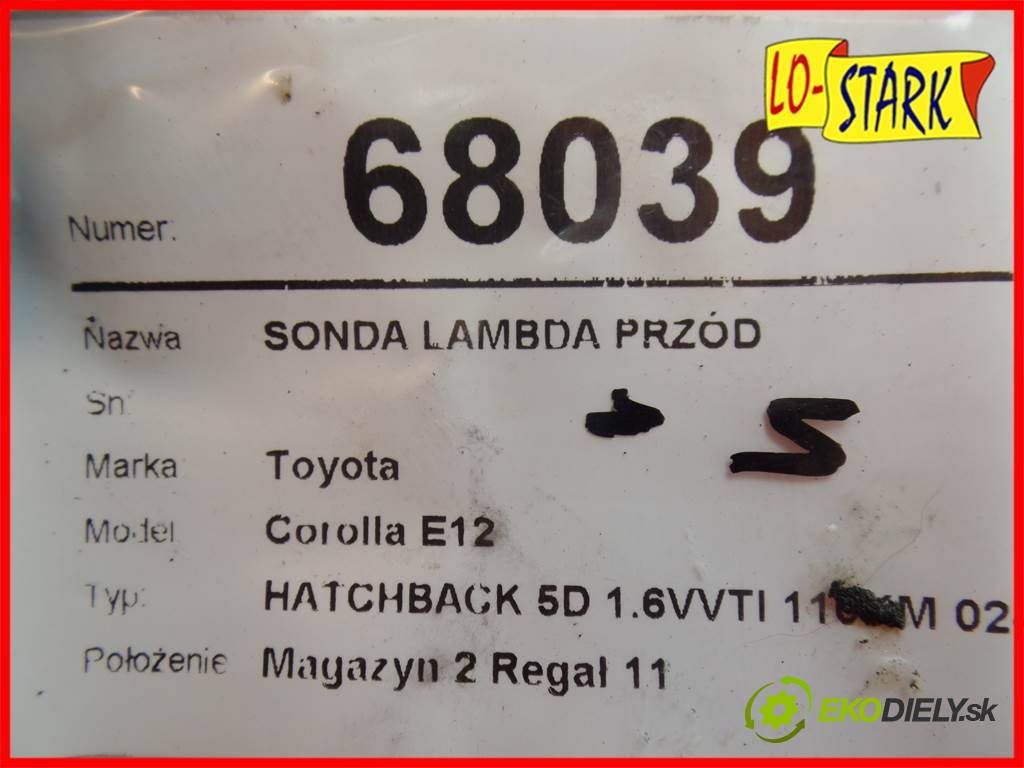 LO-STARK
Numer: 68039
Nazwa SONDA LAMBDA PRZÓD
Sn:
Marka Toyota
Model Corolla E12
Typ: HATCHBACK 5D 1.6VVTI M 02
Położenie Magazyn 2 Regał 11
EKODIELY.sk